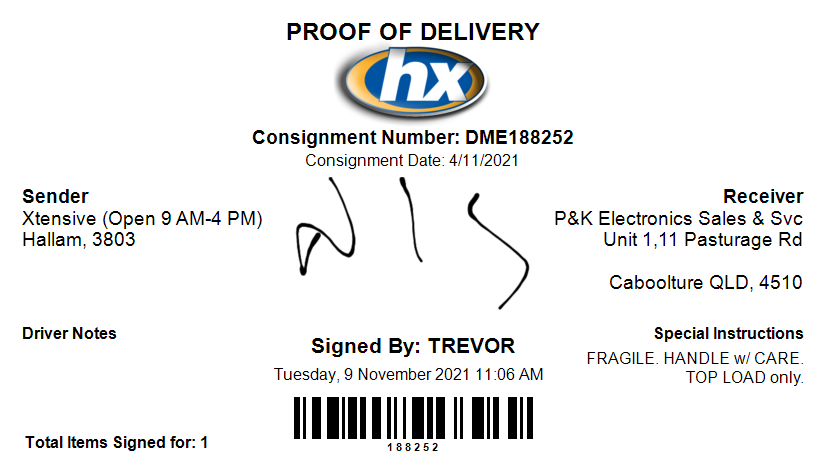 PROOF OF DELIVERY
hx
Consignment Number: DME188252
Consignment Date: 4/11/2021
Sender
Xtensive (Open 9 AM-4 PM)
Hallam, 3803
Receiver
P&K Electronics Sales & Svc
Unit 1,11 Pasturage Rd
Caboolture QLD, 4510
Driver Notes
Signed By: TREVOR
Tuesday, 9 November 2021 11:06 AM
Special Instructions
FRAGILE. HANDLE w/ CARE.
TOP LOAD only.
188252
Total Items Signed for: 1